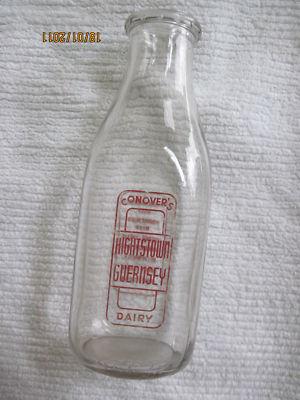 18/01/2011
CONOVER'S
HIGHTSTOWN
GUERNSEY
DAIRY